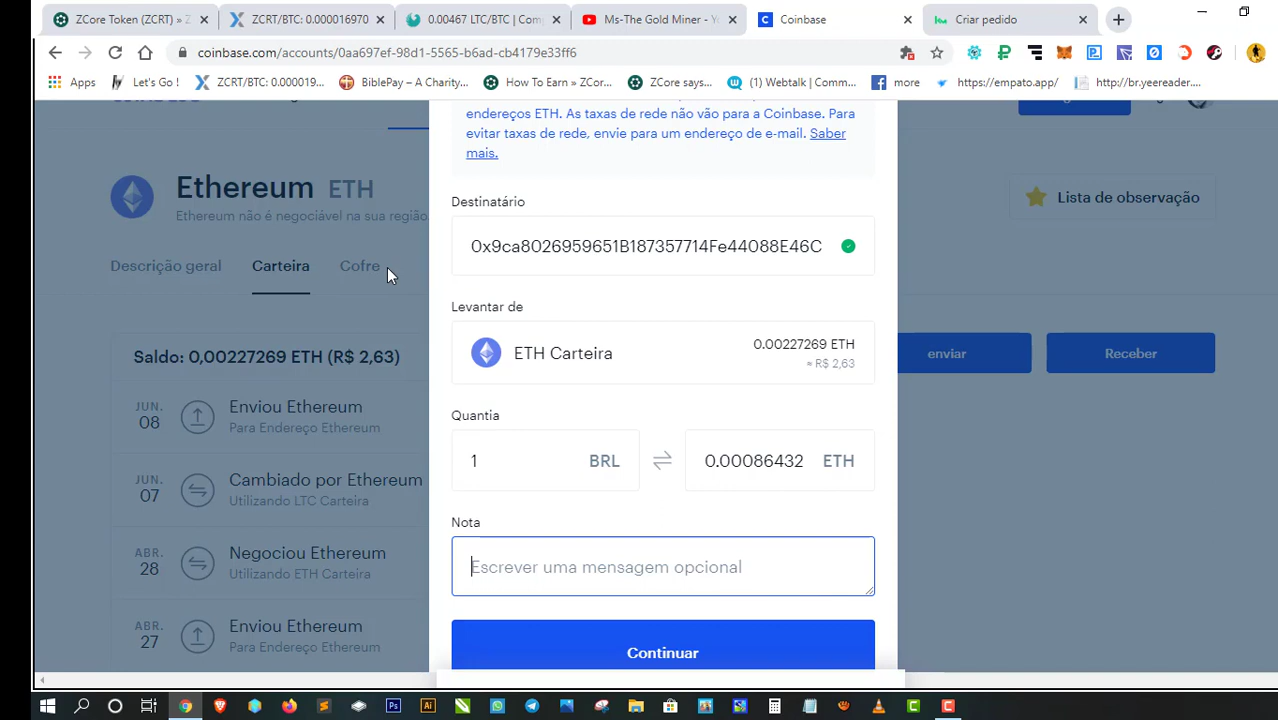 ZCore Token (ZCRT) » Z
ZCRT/BTC: 0.000016970
0.00467 LTC/BTC | Com
Ms-The Gold Miner - Y
Coinbase
Criar pedido
coinbase.com/accounts/0aa697ef-98d1-5565-b6ad-cb4179e33ff6
Apps
Let's Go !
ZCRT/BTC: 0.000019...
BiblePay – A Charity...
How To Earn » ZCor...
ZCore says...
(1) Webtalk | Comm...
more
https://empato.app/
http://br.yeereader....
endereços ETH. As taxas de rede não vão para a Coinbase. Para
evitar taxas de rede, envie para um endereço de e-mail. Saber
mais.
Ethereum ETH
Ethereum não é negociável na sua região
Lista de observação
Descrição geral
Carteira
Cofre
Destinatário
0x9ca8026959651B187357714Fe44088E46C
Levantar de
ETH Carteira
0.00227269 ETH
≈ R$ 2,63
Saldo: 0,00227269 ETH (R$ 2,63)
enviar
Receber
JUN.
08
Enviou Ethereum
Para Endereço Ethereum
Quantia
1 BRL
0.00086432 ETH
JUN.
07
Cambiado por Ethereum
Utilizando LTC Carteira
Nota
Escrever uma mensagem opcional
ABR.
28
Negociou Ethereum
Utilizando ETH Carteira
ABR.
27
Enviou Ethereum
Para Endereço Ethereum
Continuar